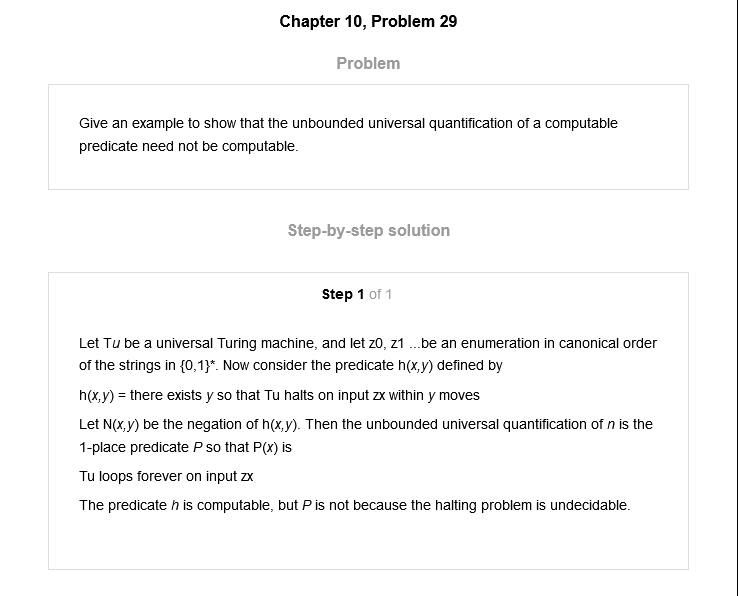 Chapter 10, Problem 29
Problem
Give an example to show that the unbounded universal quantification of a computable
predicate need not be computable.
Step-by-step solution
Step 1 of 1
Let Tu be a universal Turing machine, and let z0, z1 ...be an enumeration in canonical order
of the strings in {0,1}*. Now consider the predicate h(x,y) defined by
h(x,y) = there exists y so that Tu halts on input zx within y moves
Let N(x,y) be the negation of h(x,y). Then the unbounded universal quantification of n is the
1-place predicate P so that P(x) is
Tu loops forever on input zx
The predicate h is computable, but P is not because the halting problem is undecidable.